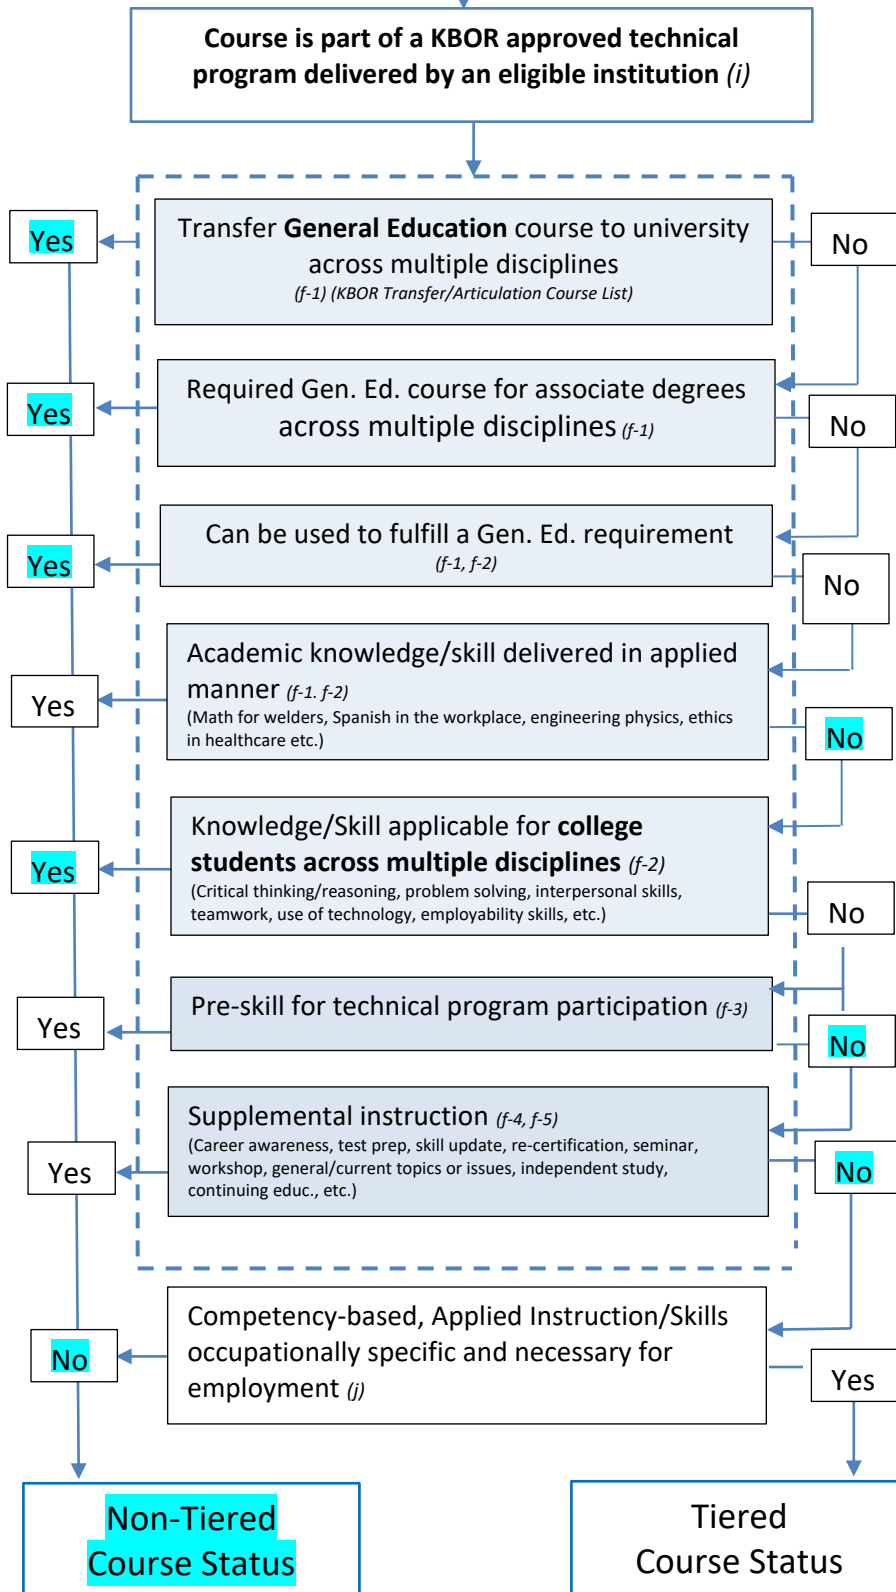 Course is part of a KBOR approved technical
program delivered by an eligible institution (i)
Transfer General Education course to university
across multiple disciplines
(f-1) (KBOR Transfer/Articulation Course List)
Yes
No
Required Gen. Ed. course for associate degrees
across multiple disciplines (f-1)
Yes
No
Can be used to fulfill a Gen. Ed. requirement
(f-1, f-2)
Yes
No
Academic knowledge/skill delivered in applied
manner (f-1. f-2)
(Math for welders, Spanish in the workplace, engineering physics, ethics
in healthcare etc.)
Yes
No
Knowledge/Skill applicable for college
students across multiple disciplines (f-2)
(Critical thinking/reasoning, problem solving, interpersonal skills,
teamwork, use of technology, employability skills, etc.)
Yes
No
Pre-skill for technical program participation (f-3)
Yes
No
Supplemental instruction (f-4, f-5)
(Career awareness, test prep, skill update, re-certification, seminar,
workshop, general/current topics or issues, independent study,
continuing educ., etc.)
Yes
No
Competency-based, Applied Instruction/Skills
occupationally specific and necessary for
employment (j)
No
Yes
Non-Tiered
Course Status
Tiered
Course Status